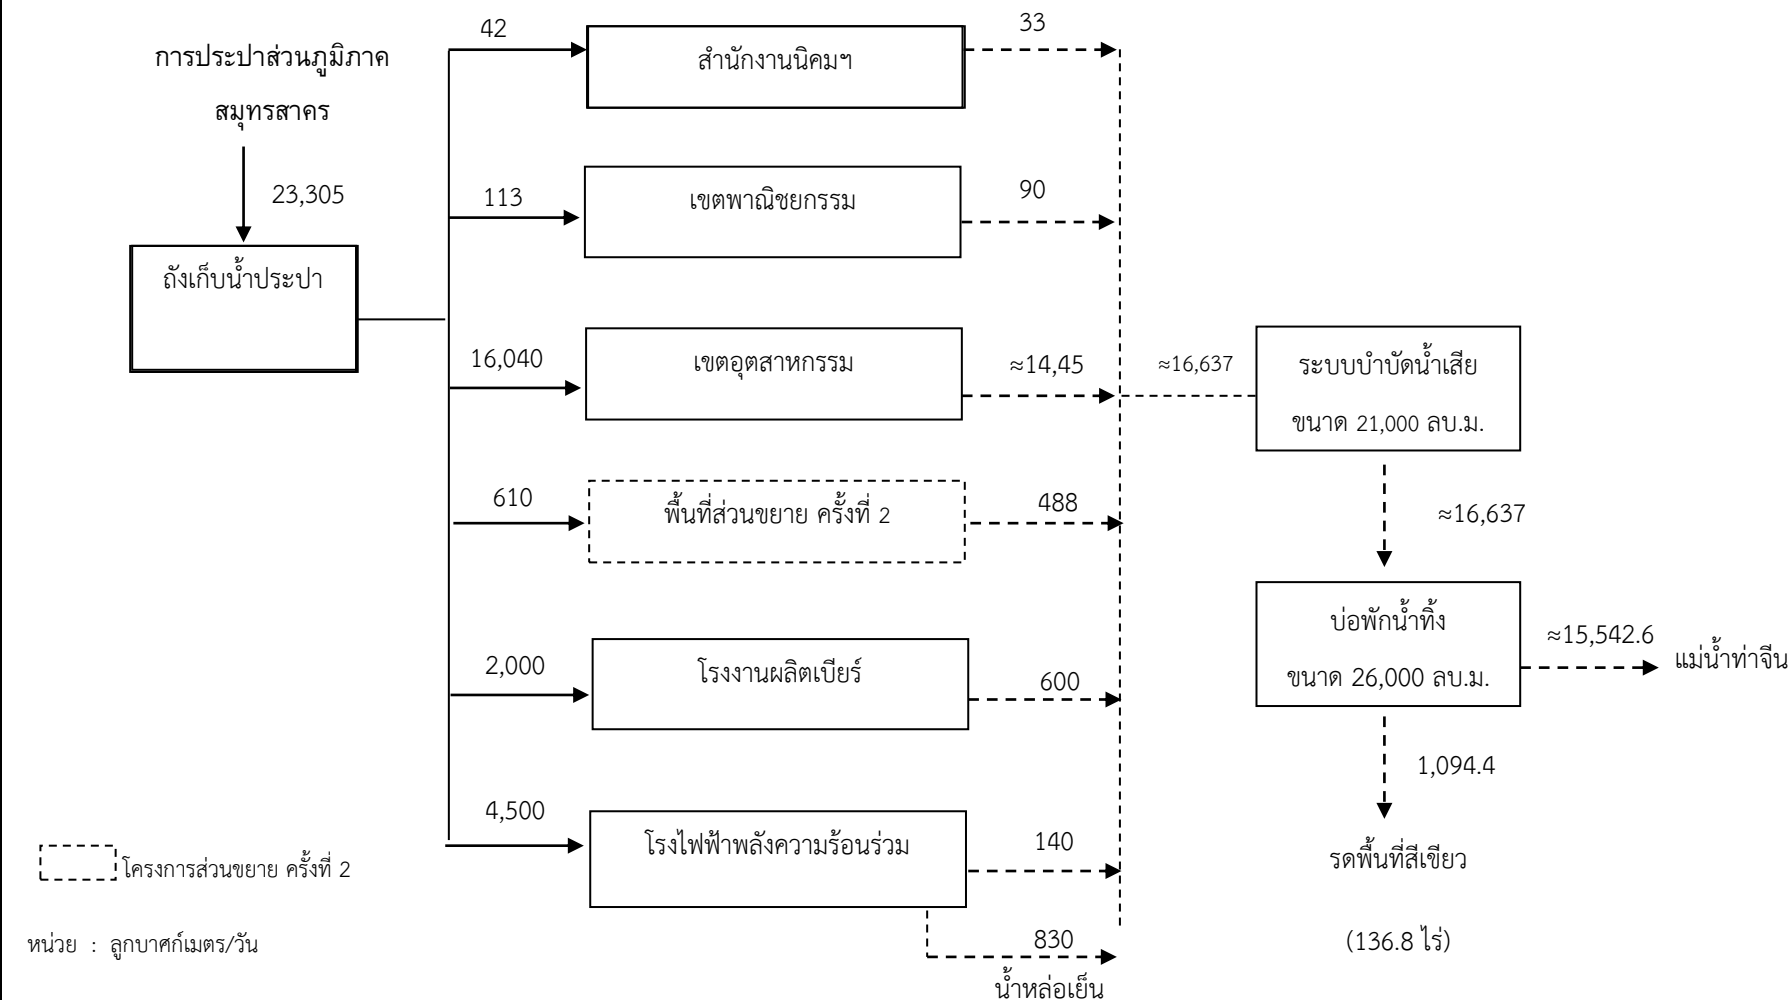 การประปาส่วนภูมิภาค
สมุทรสาคร
23,305
ถังเก็บน้ำประปา
42
สำนักงานนิคมฯ
33
113
เขตพาณิชยกรรม
90
16,040
เขตอุตสาหกรรม
≈14,45
≈16,637
ระบบบำบัดน้ำเสีย
ขนาด 21,000 ลบ.ม.
610
พื้นที่ส่วนขยาย ครั้งที่ 2
488
≈16,637
2,000
โรงงานผลิตเบียร์
600
บ่อพักน้ำทิ้ง
ขนาด 26,000 ลบ.ม.
≈15,542.6
แม่น้ำท่าจีน
4,500
โรงไฟฟ้าพลังความร้อนร่วม
140
1,094.4
รดพื้นที่สีเขียว
(136.8 ไร่)
830
น้ำหล่อเย็น
โครงการส่วนขยาย ครั้งที่ 2
หน่วย : ลูกบาศก์เมตร/วัน